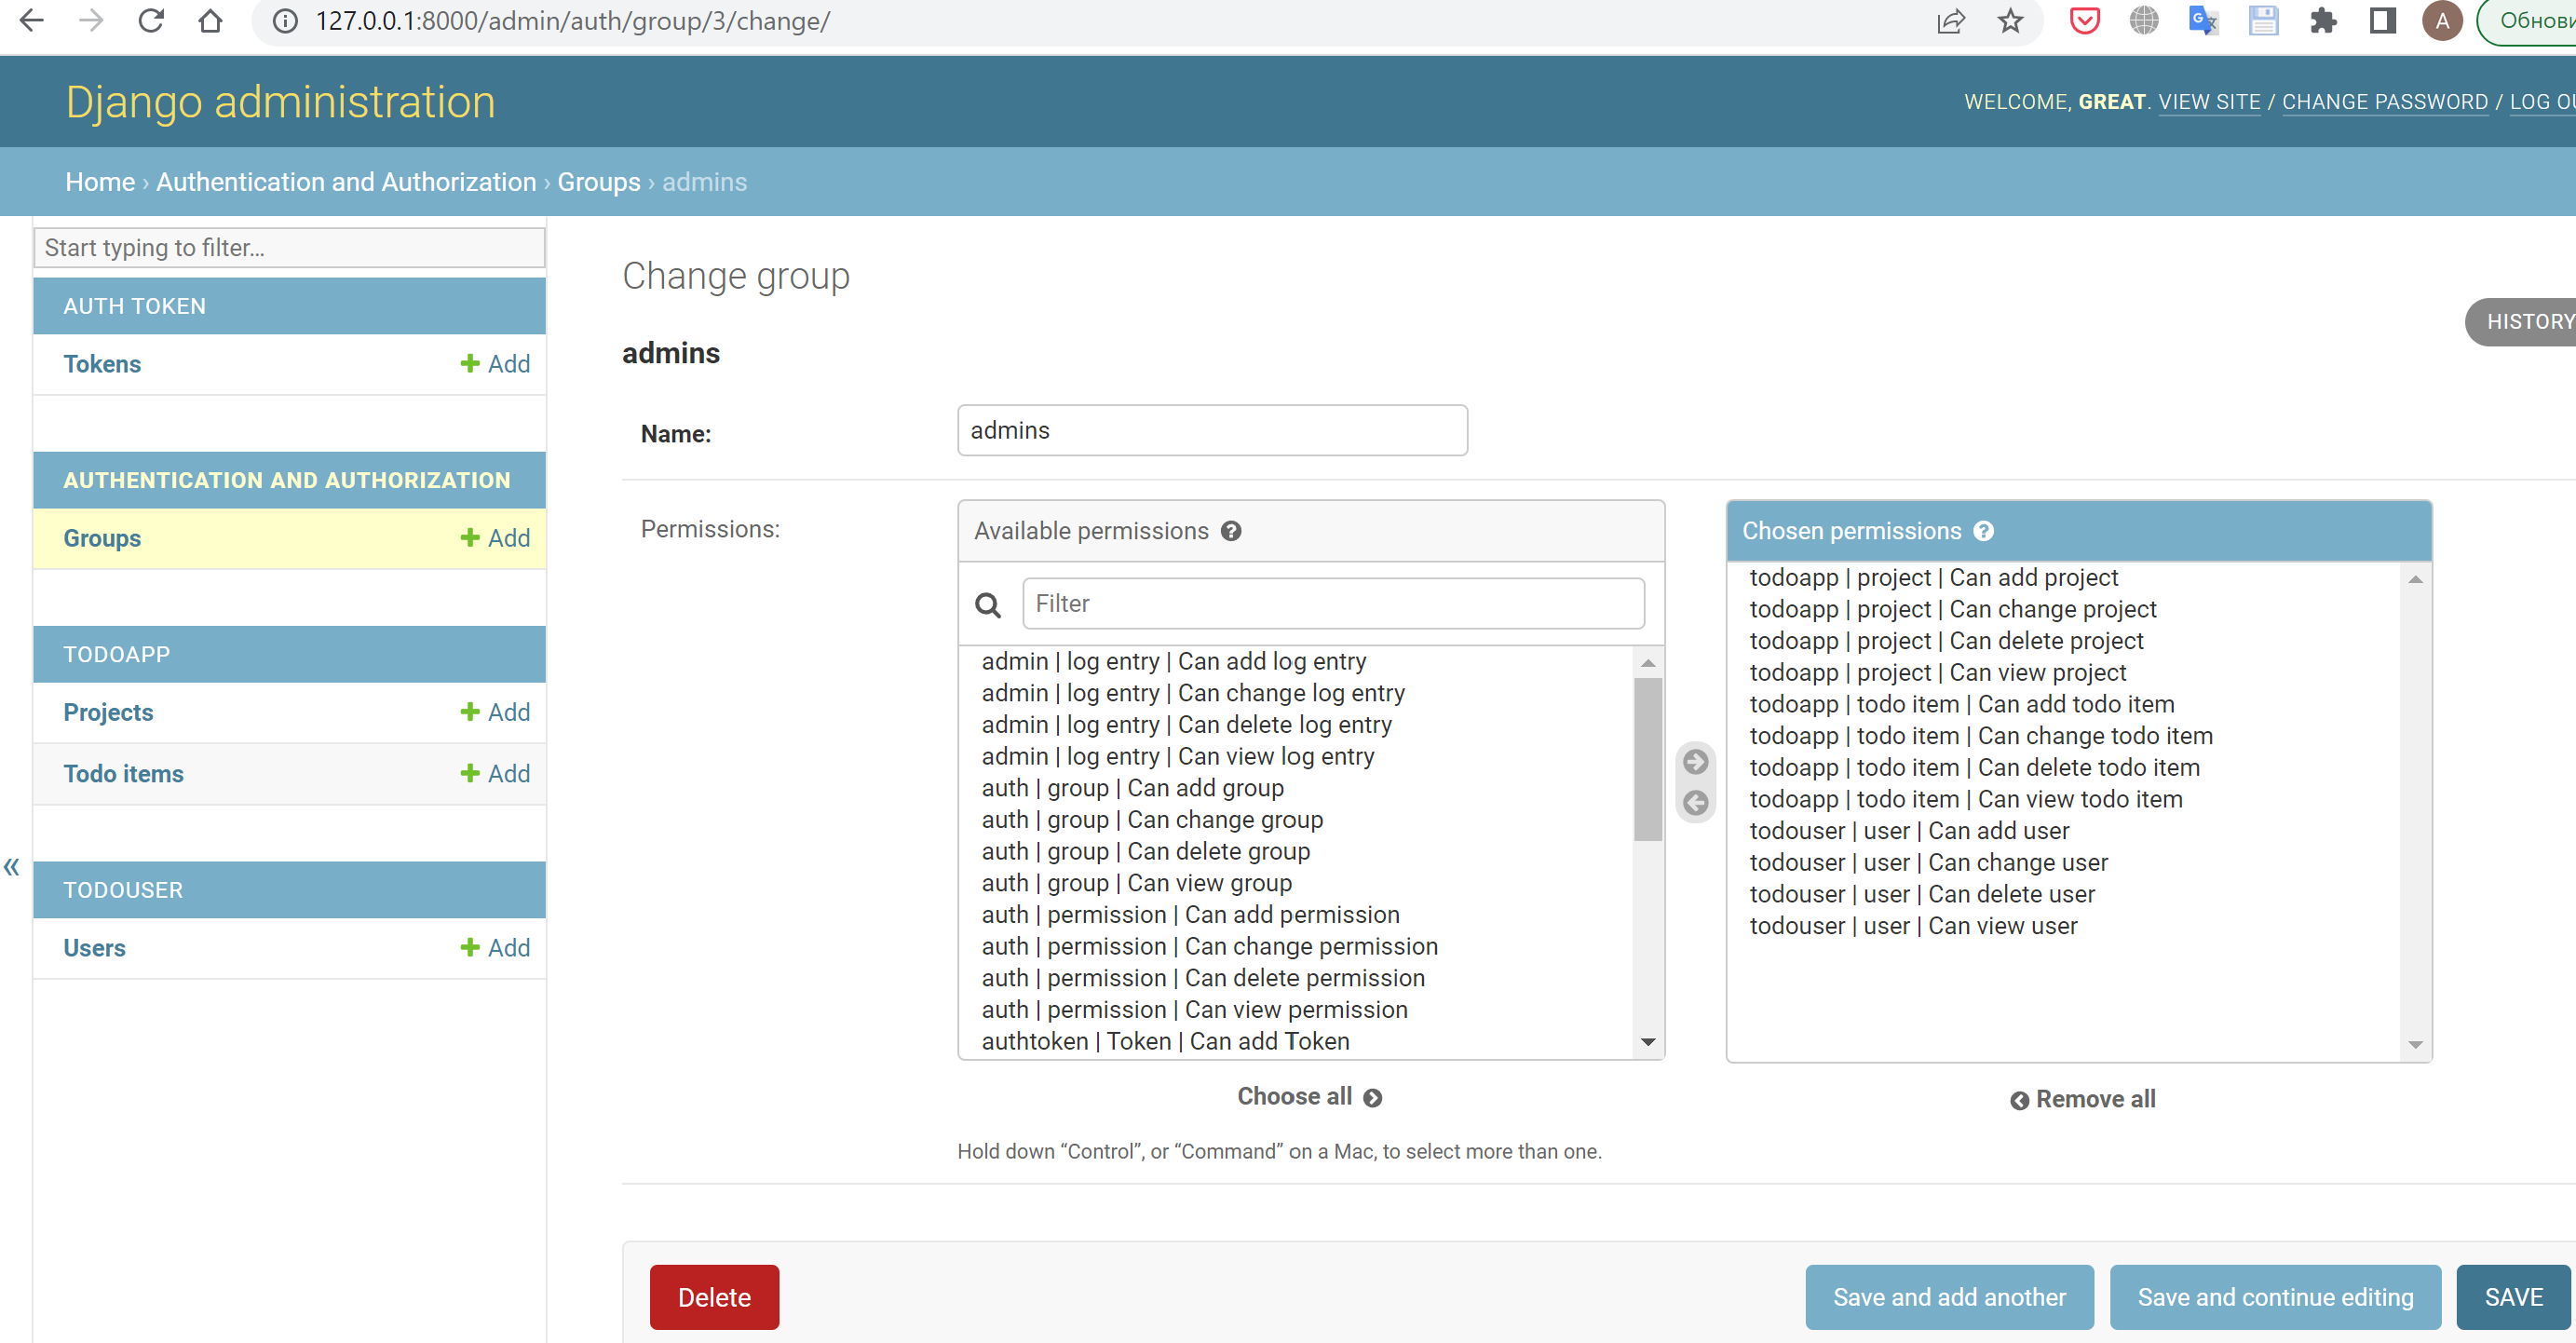 127.0.0.1:8000/admin/auth/group/3/change/
A
Обнови
Django administration
WELCOME, GREAT. VIEW SITE / CHANGE PASSWORD / LOG OU
Home › Authentication and Authorization › Groups › admins
Start typing to filter...
AUTH TOKEN
Tokens
Add
AUTHENTICATION AND AUTHORIZATION
Groups
Add
TODOAPP
Projects
Add
Todo items
Add
«
TODOUSER
Users
Add
Change group
HISTORY
admins
Name:
admins
Permissions:
Available permissions ?
Filter
admin | log entry | Can add log entry
admin | log entry | Can change log entry
admin | log entry | Can delete log entry
admin | log entry | Can view log entry
auth | group | Can add group
auth | group | Can change group
auth | group | Can delete group
auth | group | Can view group
auth | permission | Can add permission
auth | permission | Can change permission
auth | permission | Can delete permission
auth | permission | Can view permission
authtoken | Token | Can add Token
Choose all
Chosen permissions ?
todoapp | project | Can add project
todoapp | project | Can change project
todoapp | project | Can delete project
todoapp | project | Can view project
todoapp | todo item | Can add todo item
todoapp | todo item | Can change todo item
todoapp | todo item | Can delete todo item
todoapp | todo item | Can view todo item
todouser | user | Can add user
todouser | user | Can change user
todouser | user | Can delete user
todouser | user | Can view user
Remove all
Hold down “Control”, or “Command” on a Mac, to select more than one.
Delete
Save and add another
Save and continue editing
SAVE